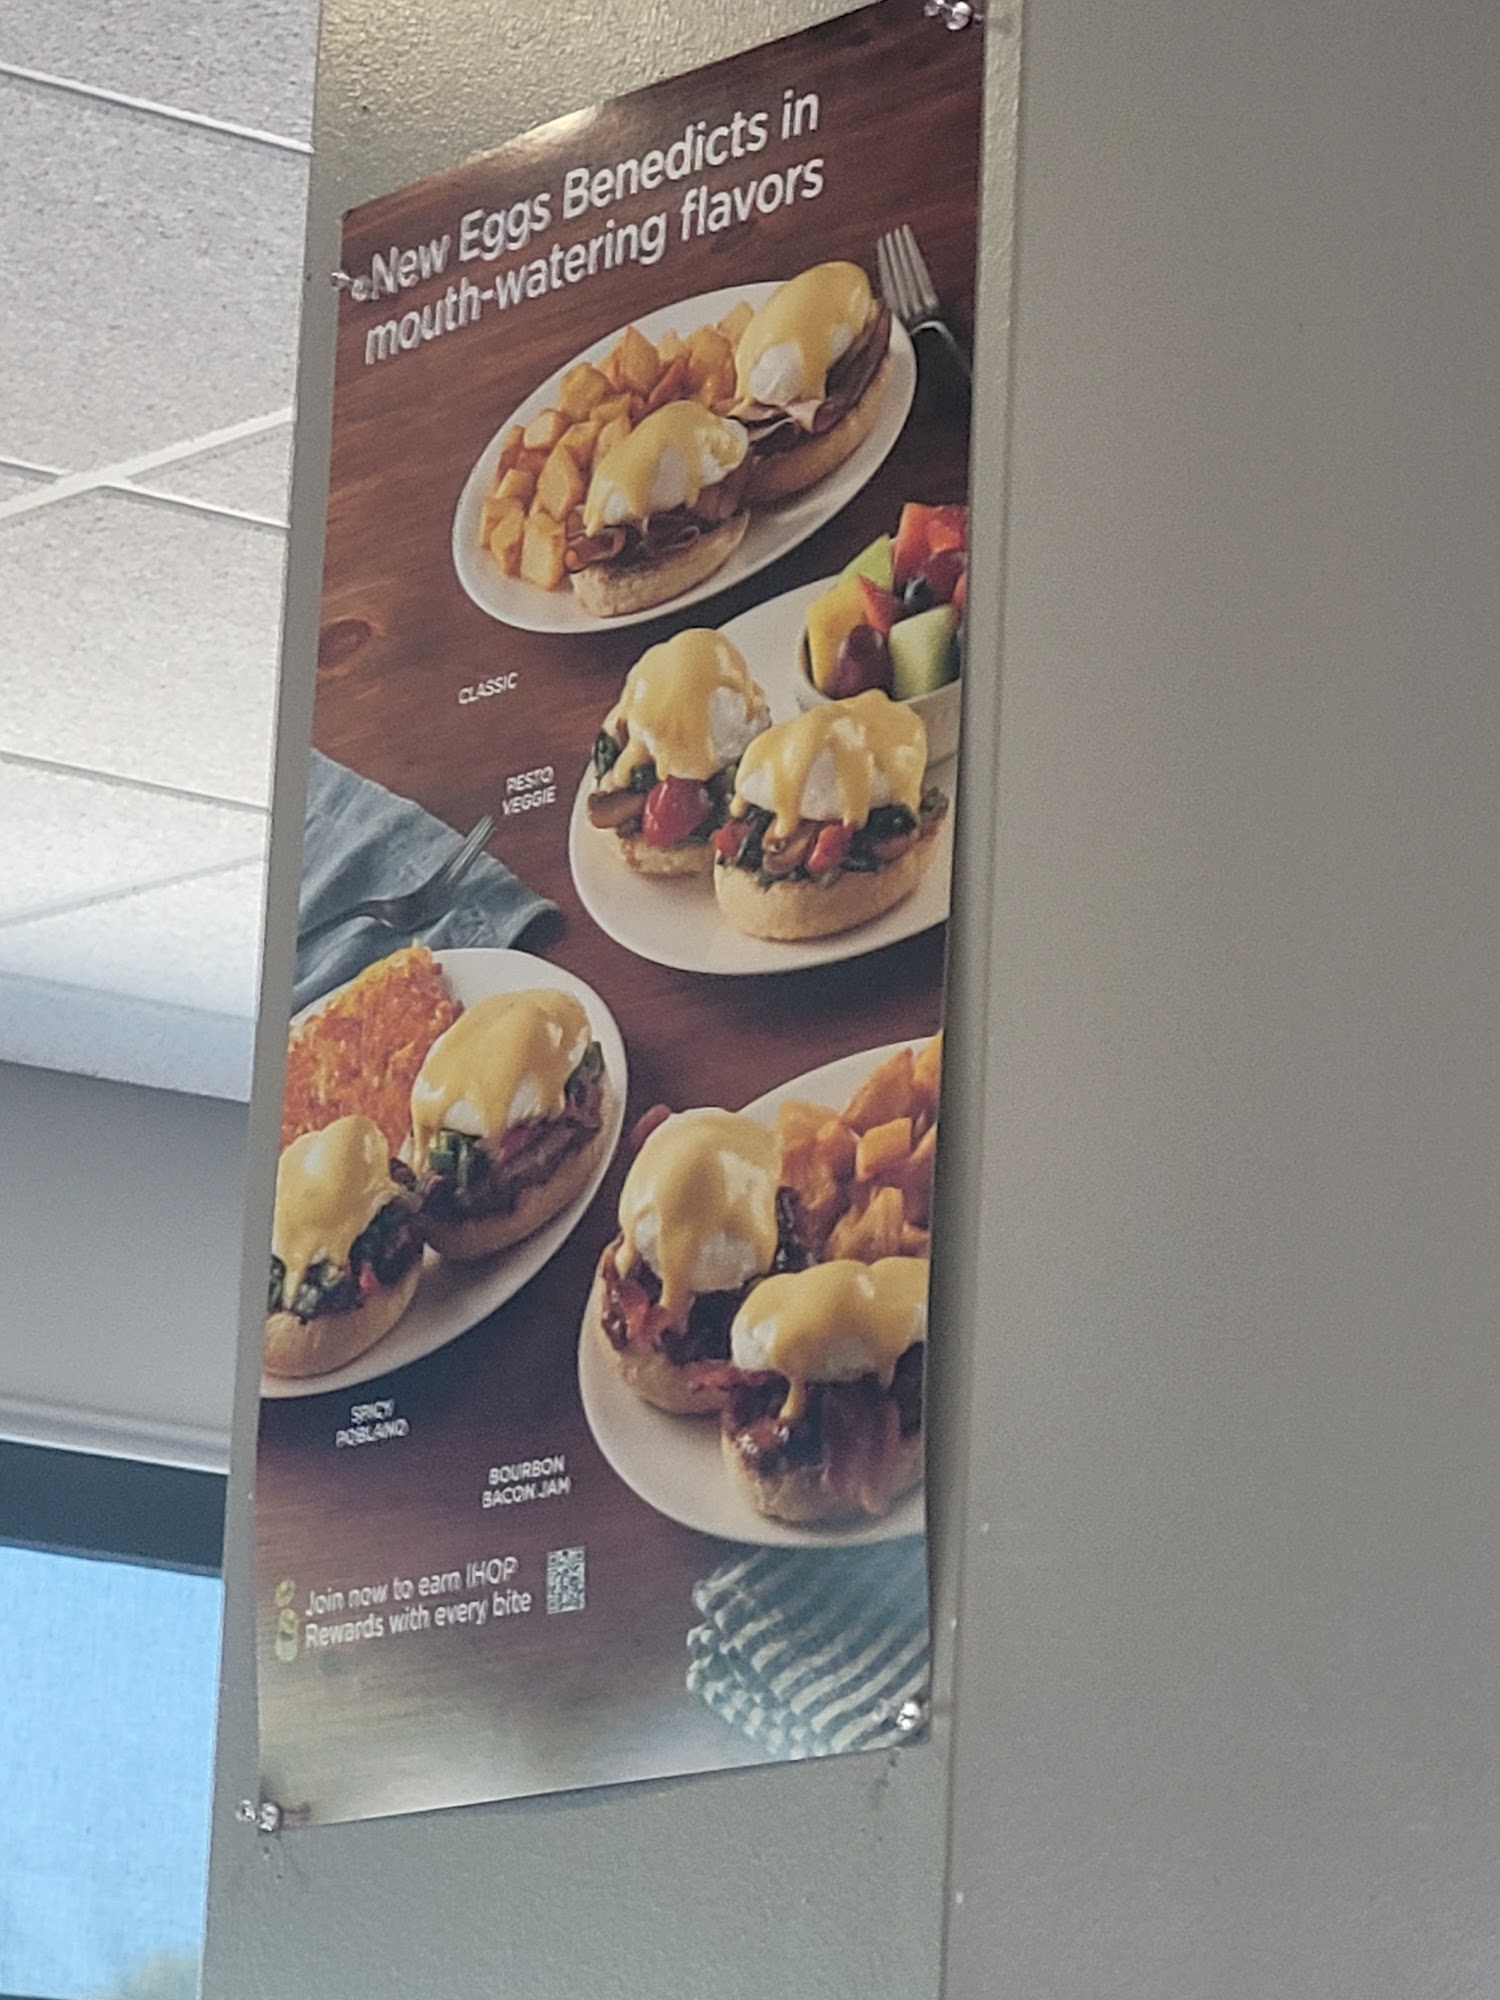 New Eggs Benedicts in
mouth-watering flavors
CLASSIC
PESTO
VEGGIE
SPICY
POBLANO
BOURBON
BACON JAM
Join now to earn IHOP
Rewards with every bite